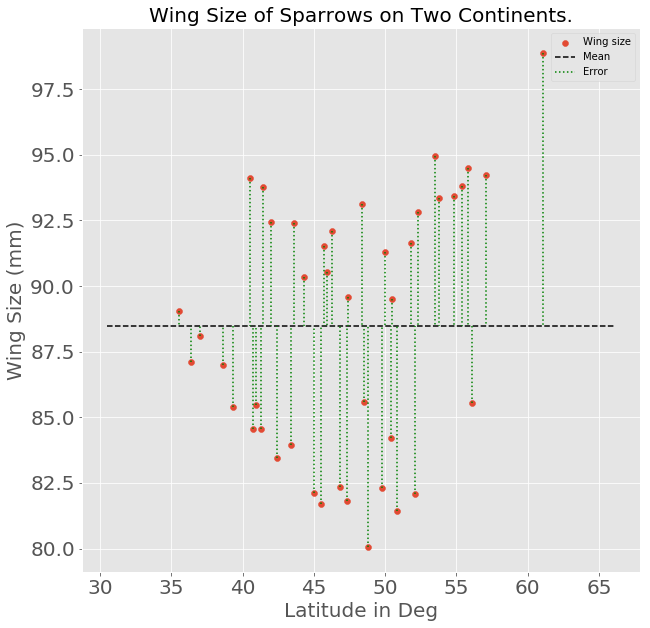 Wing Size of Sparrows on Two Continents.
Wing size
Mean
Error
97.5
95.0
92.5
90.0
87.5
85.0
82.5
80.0
Wing Size (mm)
30 35 40 45 50 55 60 65
Latitude in Deg